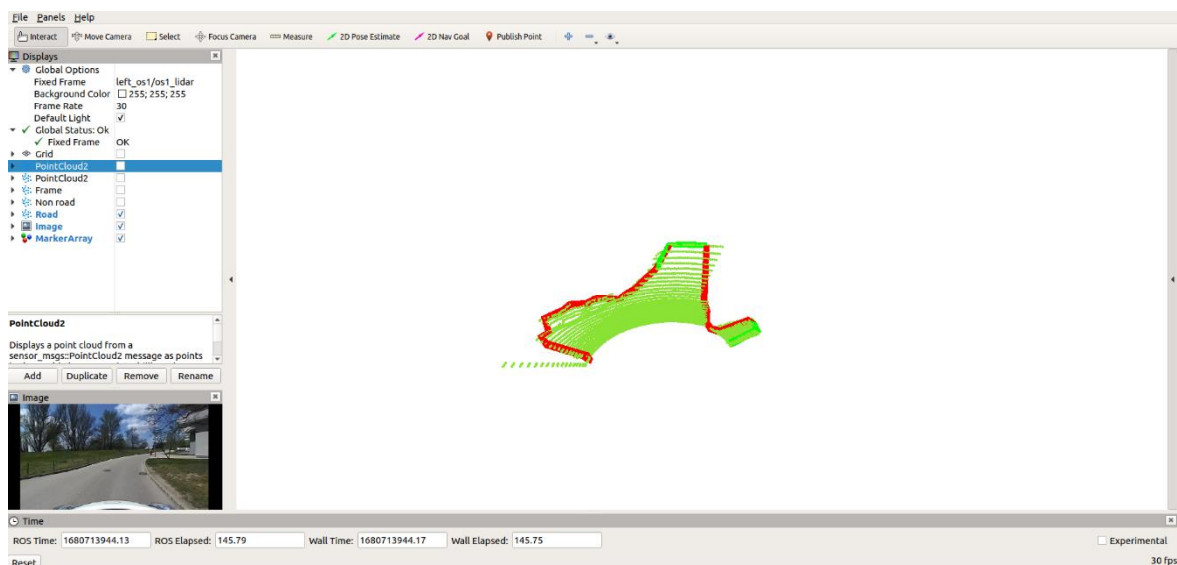 File Panels Help
Interact Move Camera Select Focus Camera Measure 2D Pose Estimate 2D Nav Goal Publish Point
Displays
Global Options
Fixed Frame left_os1/os1_lidar
Background Color 255; 255; 255
Frame Rate 30
Default Light
Global Status: Ok
Fixed Frame OK
Grid
PointCloud2
PointCloud2
Frame
Non road
Road
Image
MarkerArray
PointCloud2
Displays a point cloud from a
sensor_msgs::PointCloud2 message as points
Add Duplicate Remove Rename
Image
Time
ROS Time: 1680713944.13 ROS Elapsed: 145.79 Wall Time: 1680713944.17 Wall Elapsed: 145.75 Experimental
Reset 30 fps